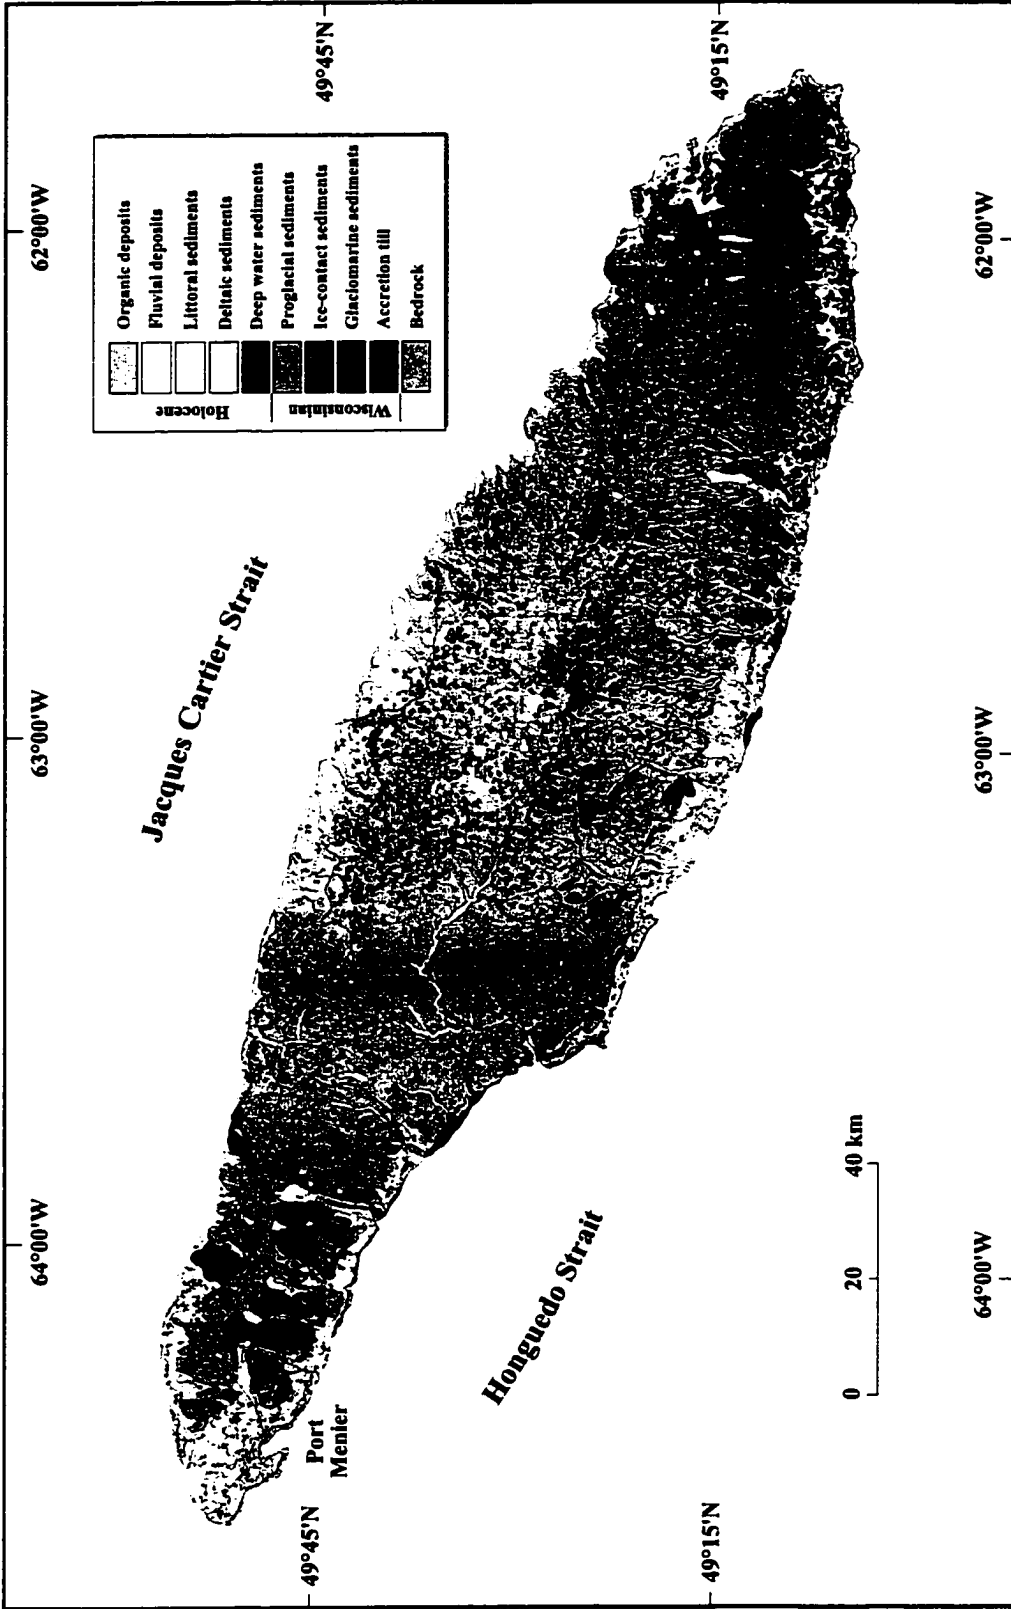 64°00'W
63°00'W
62°00'W
Jacques Cartier Strait
Organic deposits
Fluvial deposits
Littoral sediments
Deltaic sediments
Deep water sediments
Proglacial sediments
Ice-contact sediments
Glaciomarine sediments
Accretion till
Bedrock
Holocene
Wisconsinian
49°45'N
49°45'N
Port
Menier
Honguedo Strait
49°15'N
49°15'N
0
20
40 km
64°00'W
63°00'W
62°00'W